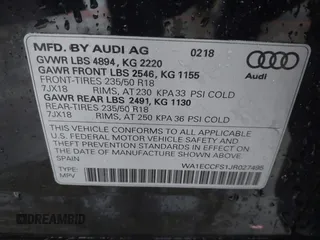 MFD. BY AUDI AG 0218
GVWR LBS 4894, KG 2220
GAWR FRONT LBS 2546, KG 1155
FRONT-TIRES 235/50 R18
7JX18 RIMS, AT 230 KPA 33 PSI COLD
GAWR REAR LBS 2491, KG 1130
REAR-TIRES 235/50 R18
7JX18 RIMS, AT 250 KPA 36 PSI COLD
THIS VEHICLE CONFORMS TO ALL APPLICABLE
U.S. FEDERAL MOTOR VEHICLE SAFETY AND
THEFT PREVENTION STANDARDS IN EFFECT ON
THE DATE OF MANUFACTURE SHOWN ABOVE.
SPAIN
Audi
WA1ECCFS1JR027495
DREAMBID